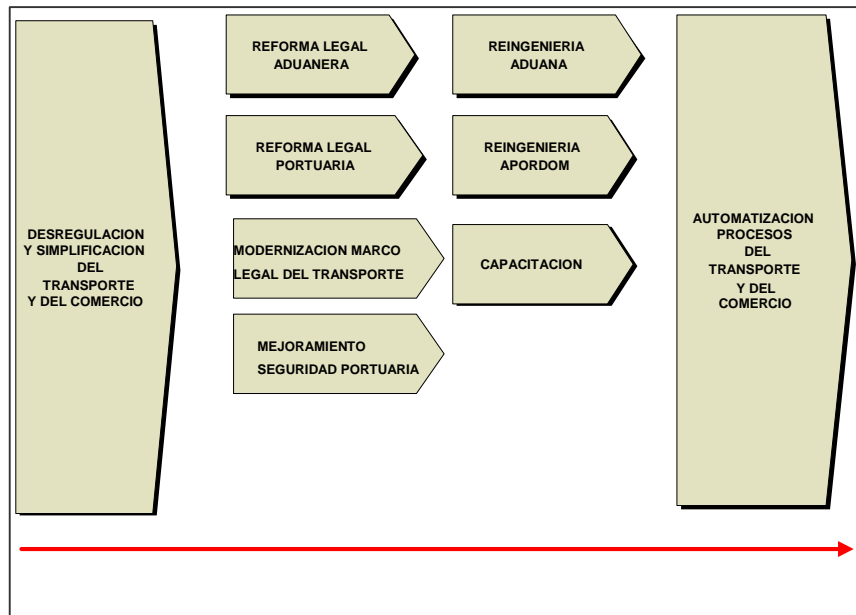 DESREGULACION
Y SIMPLIFICACION
DEL
TRANSPORTE
Y DEL COMERCIO
REFORMA LEGAL
ADUANERA
REFORMA LEGAL
PORTUARIA
MODERNIZACION MARCO
LEGAL DEL TRANSPORTE
MEJORAMIENTO
SEGURIDAD PORTUARIA
REINGENIERIA
ADUANA
REINGENIERIA
APORDOM
CAPACITACION
AUTOMATIZACION
PROCESOS
DEL
TRANSPORTE
Y DEL
COMERCIO